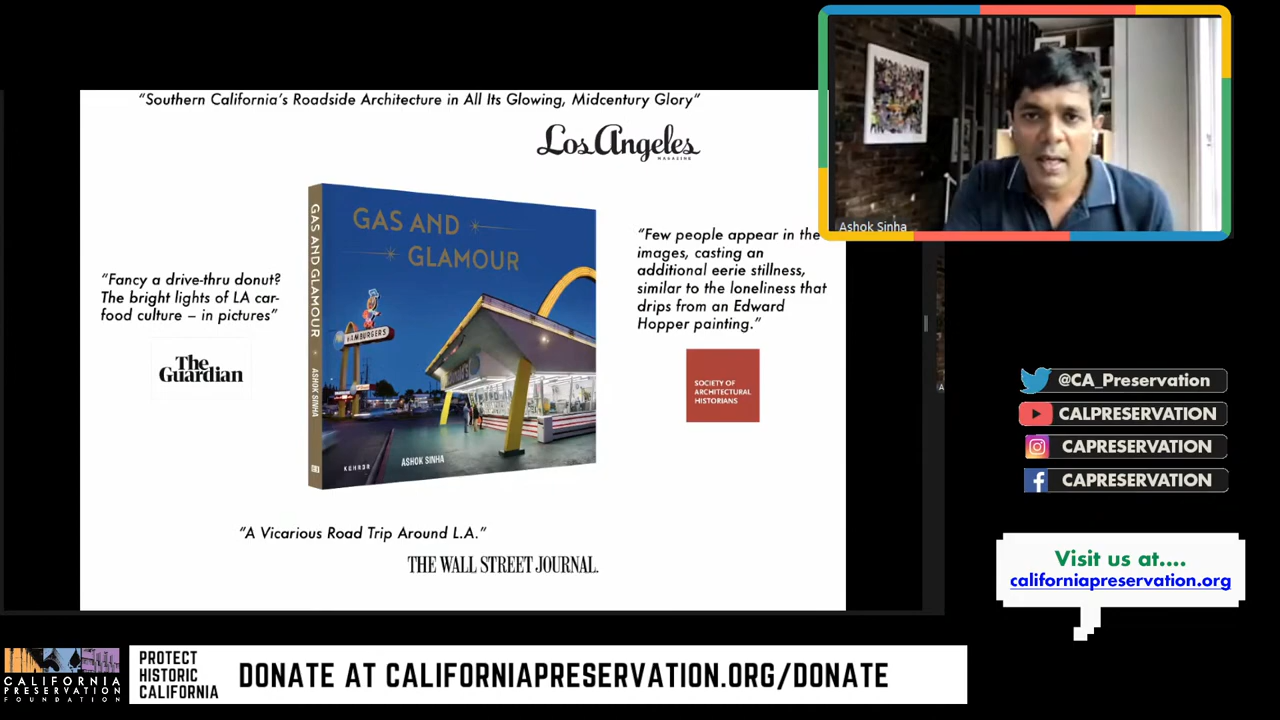 “Southern California’s Roadside Architecture in All Its Glowing, Midcentury Glory“
Los Angeles
MAGAZINE
Ashok Sinha
GAS AND
GLAMOUR
GAS AND GLAMOUR
ASHOK SINHA
HAMBURGERS
KEHRER
ASHOK SINHA
“Fancy a drive-thru donut?
The bright lights of LA car-
food culture – in pictures”
The
Guardian
“Few people appear in the
images, casting an
additional eerie stillness,
similar to the loneliness that
drips from an Edward
Hopper painting.”
SOCIETY OF
ARCHITECTURAL
HISTORIANS
“A Vicarious Road Trip Around L.A.”
THE WALL STREET JOURNAL.
@CA_Preservation
CALPRESERVATION
CAPRESERVATION
CAPRESERVATION
Visit us at....
californiapreservation.org
CALIFORNIA
PRESERVATION
FOUNDATION
PROTECT
HISTORIC
CALIFORNIA
DONATE AT CALIFORNIAPRESERVATION.ORG/DONATE